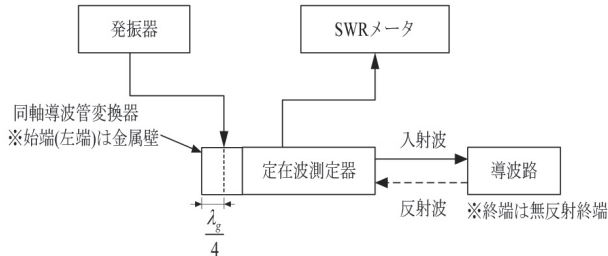 発振器
SWRメータ
同軸導波管変換器
※始端(左端)は金属壁
定在波測定器
入射波
導波路
反射波
※終端は無反射終端
λg
4